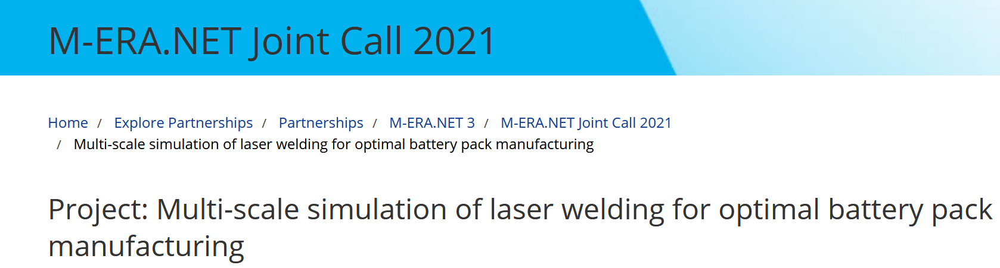 M-ERA.NET Joint Call 2021
Home / Explore Partnerships / Partnerships / M-ERA.NET 3 / M-ERA.NET Joint Call 2021
/ Multi-scale simulation of laser welding for optimal battery pack manufacturing
Project: Multi-scale simulation of laser welding for optimal battery pack
manufacturing